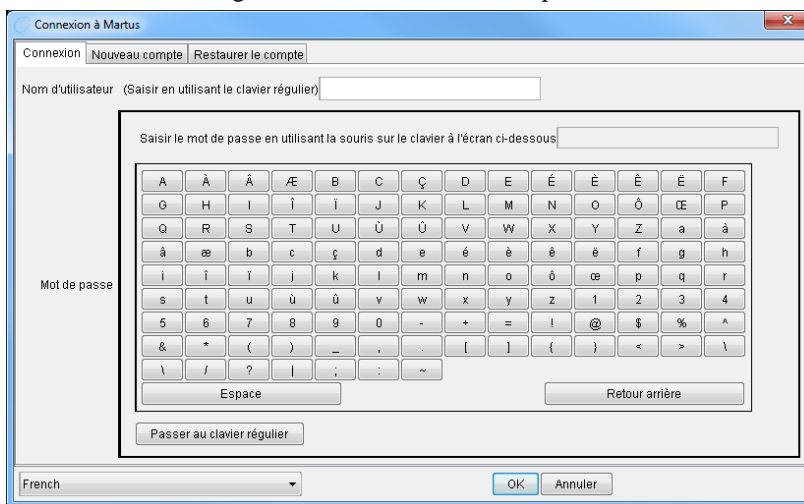 Connexion à Martus
Connexion Nouveau compte Restaurer le compte
Nom d'utilisateur (Saisir en utilisant le clavier régulier)
Saisir le mot de passe en utilisant la souris sur le clavier à l'écran ci-dessous
A À Â Æ B C Ç D E É È Ê Ë F
G H I Î Ï J K L M N O Ô Œ P
Q R S T U Ù Û V W X Y Z a à
â æ b c ç d e é è ê ë f g h
Mot de passe
i î ï j k l m n o ô œ p q r
s t u ù û v w x y z 1 2 3 4
5 6 7 8 9 0 - + = ! @ $ % ^
& * ( ) _ , . [ ] { } < > \
\ / ? | ; : ~
Espace Retour arrière
Passer au clavier régulier
French OK Annuler